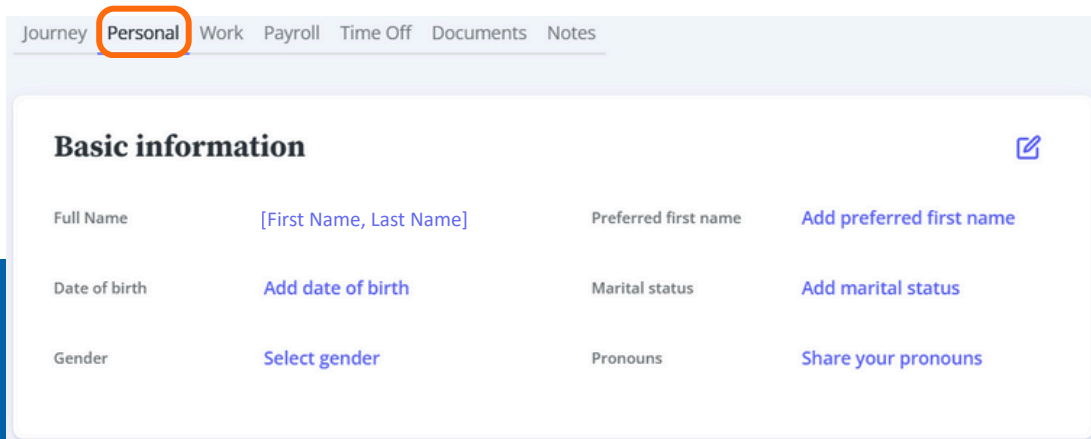 Journey Personal Work Payroll Time Off Documents Notes
Basic information
Full Name [First Name, Last Name] Preferred first name Add preferred first name
Date of birth Add date of birth Marital status Add marital status
Gender Select gender Pronouns Share your pronouns